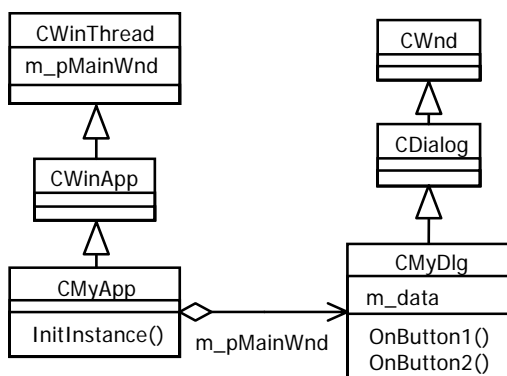 CWinThread
m_pMainWnd
CWinApp
CMyApp
InitInstance()
m_pMainWnd
CWnd
CDialog
CMyDlg
m_data
OnButton1()
OnButton2()